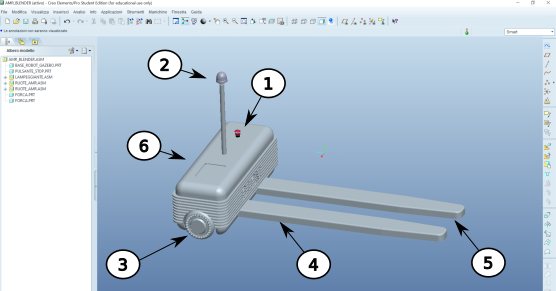 AMR_BLENDER (attivo) - Creo Elements/Pro Student Edition (for educational use only)
File Modifica Visualizza Inserisci Analisi Info Applicazioni Strumenti Manikin Finestra Guida
Smart
Albero modello
AMR_BLENDER.ASM
BASE_ROBOT_GAZEBO.PRT
PULSANTE_STOP.PRT
LAMPEGGIANTE.ASM
RUOTE_AMR.ASM
RUOTE_AMR.ASM
FORCA.PRT
FORCA.PRT
2
1
6
3
4
5